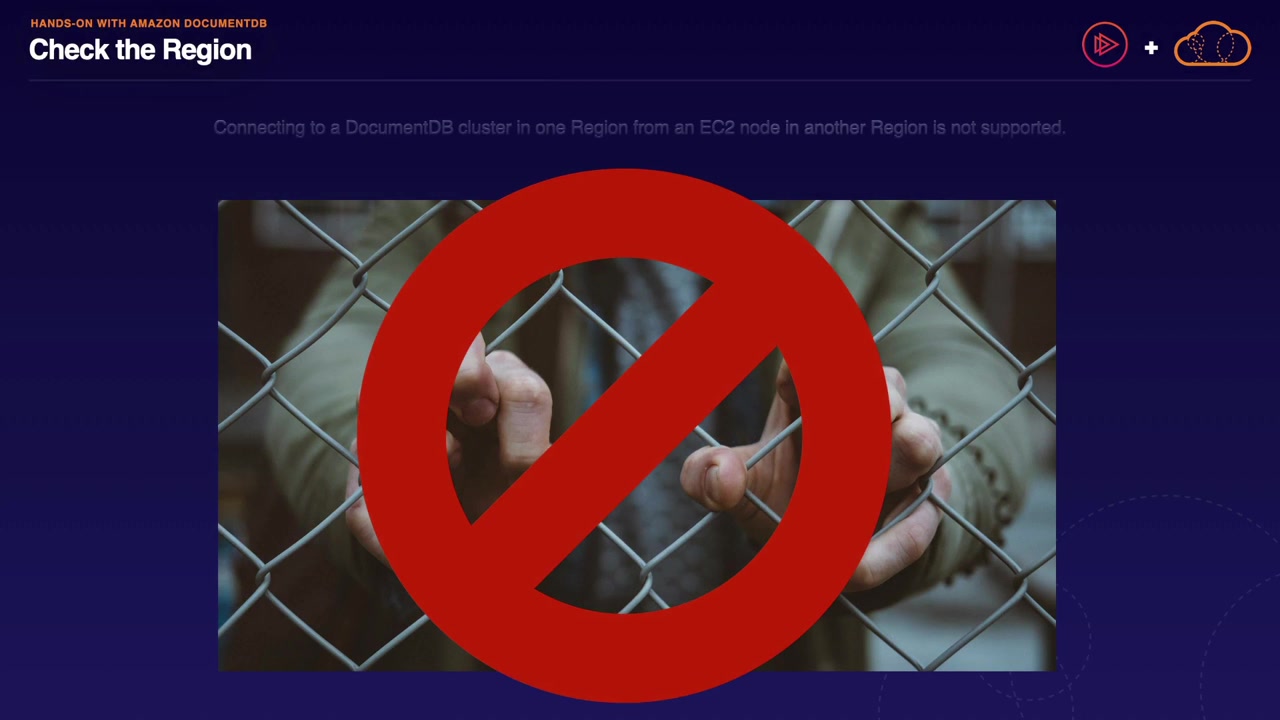 HANDS-ON WITH AMAZON DOCUMENTDB
Check the Region
Connecting to a DocumentDB cluster in one Region from an EC2 node in another Region is not supported.